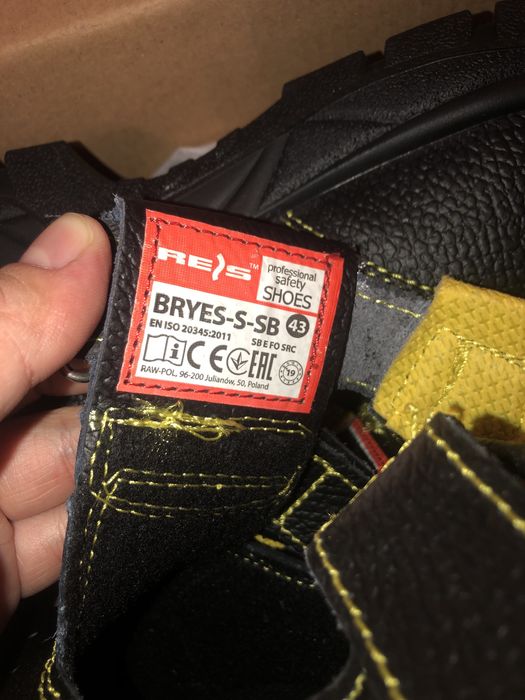 REIS™
professional
safety
SHOES
BRYES-S-SB 43
EN ISO 20345:2011 SB E FO SRC
i CE EAC 19
RAW-POL, 96-200 Julianów, 50, Poland